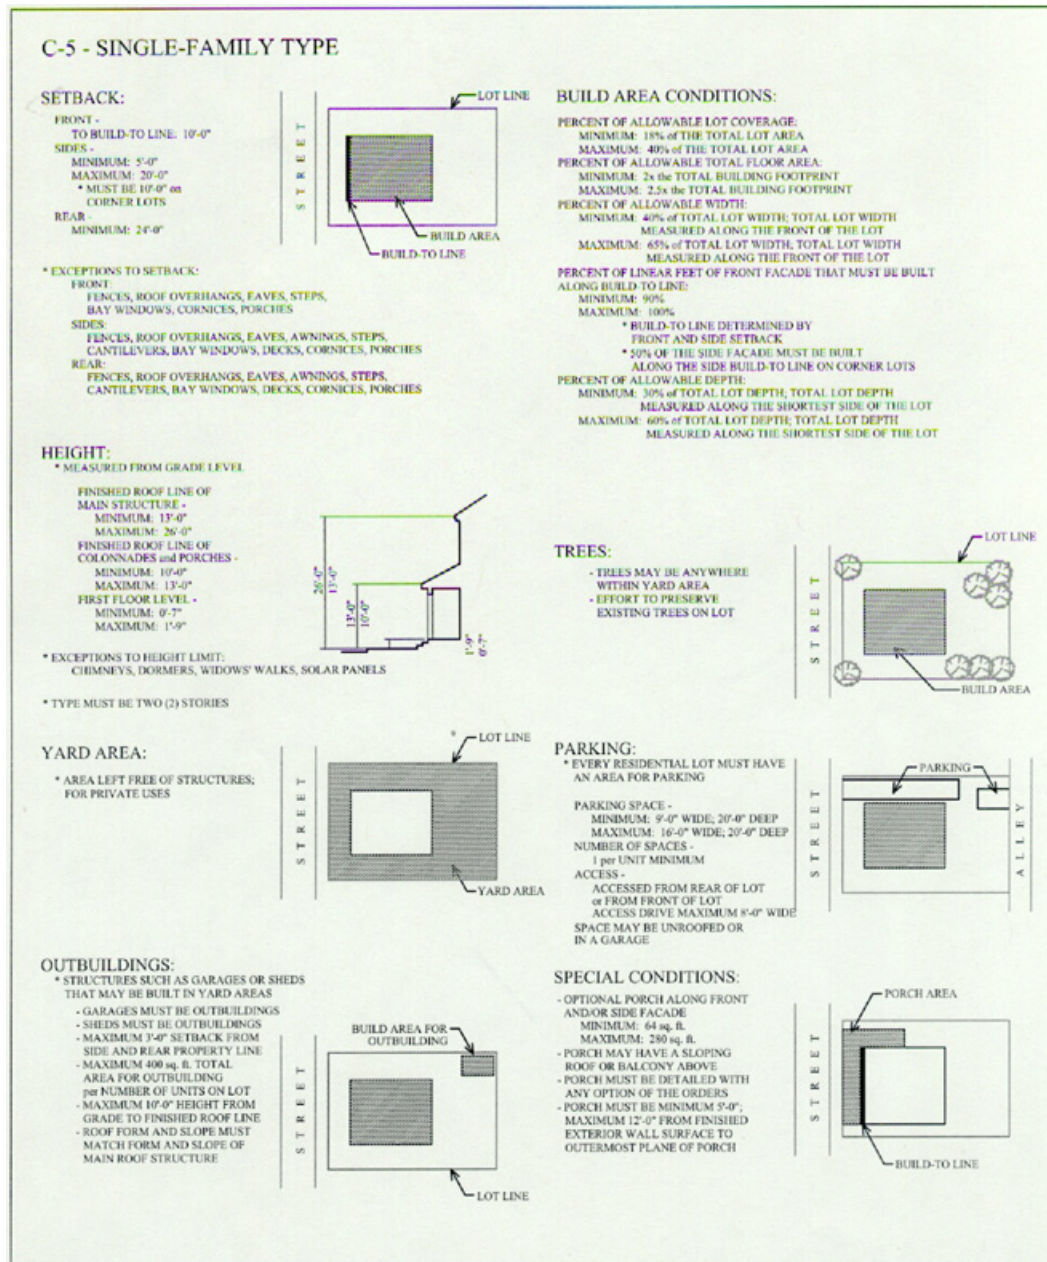 C-5 - SINGLE-FAMILY TYPE
SETBACK:
FRONT -
TO BUILD-TO LINE: 10'-0"
SIDES -
MINIMUM: 5'-0"
MAXIMUM: 20'-0"
* MUST BE 10'-0" on
CORNER LOTS
REAR -
MINIMUM: 24'-0"
STREET
LOT LINE
BUILD AREA
BUILD-TO LINE
* EXCEPTIONS TO SETBACK:
FRONT:
FENCES, ROOF OVERHANGS, EAVES, STEPS,
BAY WINDOWS, CORNICES, PORCHES
SIDES:
FENCES, ROOF OVERHANGS, EAVES, AWNINGS, STEPS,
CANTILEVERS, BAY WINDOWS, DECKS, CORNICES, PORCHES
REAR:
FENCES, ROOF OVERHANGS, EAVES, AWNINGS, STEPS,
CANTILEVERS, BAY WINDOWS, DECKS, CORNICES, PORCHES
BUILD AREA CONDITIONS:
PERCENT OF ALLOWABLE LOT COVERAGE:
MINIMUM: 18% of THE TOTAL LOT AREA
MAXIMUM: 40% of THE TOTAL LOT AREA
PERCENT OF ALLOWABLE TOTAL FLOOR AREA:
MINIMUM: 2x the TOTAL BUILDING FOOTPRINT
MAXIMUM: 2.5x the TOTAL BUILDING FOOTPRINT
PERCENT OF ALLOWABLE WIDTH:
MINIMUM: 40% of TOTAL LOT WIDTH; TOTAL LOT WIDTH
MEASURED ALONG THE FRONT OF THE LOT
MAXIMUM: 65% of TOTAL LOT WIDTH; TOTAL LOT WIDTH
MEASURED ALONG THE FRONT OF THE LOT
PERCENT OF LINEAR FEET OF FRONT FACADE THAT MUST BE BUILT
ALONG BUILD-TO LINE:
MINIMUM: 90%
MAXIMUM: 100%
* BUILD-TO LINE DETERMINED BY
FRONT AND SIDE SETBACK
* 50% OF THE SIDE FACADE MUST BE BUILT
ALONG THE SIDE BUILD-TO LINE ON CORNER LOTS
PERCENT OF ALLOWABLE DEPTH:
MINIMUM: 30% of TOTAL LOT DEPTH; TOTAL LOT DEPTH
MEASURED ALONG THE SHORTEST SIDE OF THE LOT
MAXIMUM: 60% of TOTAL LOT DEPTH; TOTAL LOT DEPTH
MEASURED ALONG THE SHORTEST SIDE OF THE LOT
HEIGHT:
* MEASURED FROM GRADE LEVEL
FINISHED ROOF LINE OF
MAIN STRUCTURE -
MINIMUM: 13'-0"
MAXIMUM: 26'-0"
FINISHED ROOF LINE OF
COLONNADES and PORCHES -
MINIMUM: 10'-0"
MAXIMUM: 13'-0"
FIRST FLOOR LEVEL -
MINIMUM: 0'-7"
MAXIMUM: 1'-9"
26'-0"
13'-0"
13'-0"
10'-0"
1'-9"
0'-7"
* EXCEPTIONS TO HEIGHT LIMIT:
CHIMNEYS, DORMERS, WIDOWS' WALKS, SOLAR PANELS
* TYPE MUST BE TWO (2) STORIES
TREES:
- TREES MAY BE ANYWHERE
WITHIN YARD AREA
- EFFORT TO PRESERVE
EXISTING TREES ON LOT
STREET
LOT LINE
BUILD AREA
YARD AREA:
* AREA LEFT FREE OF STRUCTURES;
FOR PRIVATE USES
STREET
*
LOT LINE
YARD AREA
PARKING:
* EVERY RESIDENTIAL LOT MUST HAVE
AN AREA FOR PARKING
PARKING SPACE -
MINIMUM: 9'-0" WIDE; 20'-0" DEEP
MAXIMUM: 16'-0" WIDE; 20'-0" DEEP
NUMBER OF SPACES -
1 per UNIT MINIMUM
ACCESS -
ACCESSED FROM REAR OF LOT
or FROM FRONT OF LOT
ACCESS DRIVE MAXIMUM 8'-0" WIDE
SPACE MAY BE UNROOFED OR
IN A GARAGE
STREET
PARKING
ALLEY
OUTBUILDINGS:
* STRUCTURES SUCH AS GARAGES OR SHEDS
THAT MAY BE BUILT IN YARD AREAS
- GARAGES MUST BE OUTBUILDINGS
- SHEDS MUST BE OUTBUILDINGS
- MAXIMUM 3'-0" SETBACK FROM
SIDE AND REAR PROPERTY LINE
- MAXIMUM 400 sq. ft. TOTAL
AREA FOR OUTBUILDING
per NUMBER OF UNITS ON LOT
- MAXIMUM 10'-0" HEIGHT FROM
GRADE TO FINISHED ROOF LINE
- ROOF FORM AND SLOPE MUST
MATCH FORM AND SLOPE OF
MAIN ROOF STRUCTURE
STREET
BUILD AREA FOR
OUTBUILDING
LOT LINE
SPECIAL CONDITIONS:
- OPTIONAL PORCH ALONG FRONT
AND/OR SIDE FACADE
MINIMUM: 64 sq. ft.
MAXIMUM: 280 sq. ft.
- PORCH MAY HAVE A SLOPING
ROOF OR BALCONY ABOVE
- PORCH MUST BE DETAILED WITH
ANY OPTION OF THE ORDERS
- PORCH MUST BE MINIMUM 5'-0";
MAXIMUM 12'-0" FROM FINISHED
EXTERIOR WALL SURFACE TO
OUTERMOST PLANE OF PORCH
STREET
PORCH AREA
BUILD-TO LINE